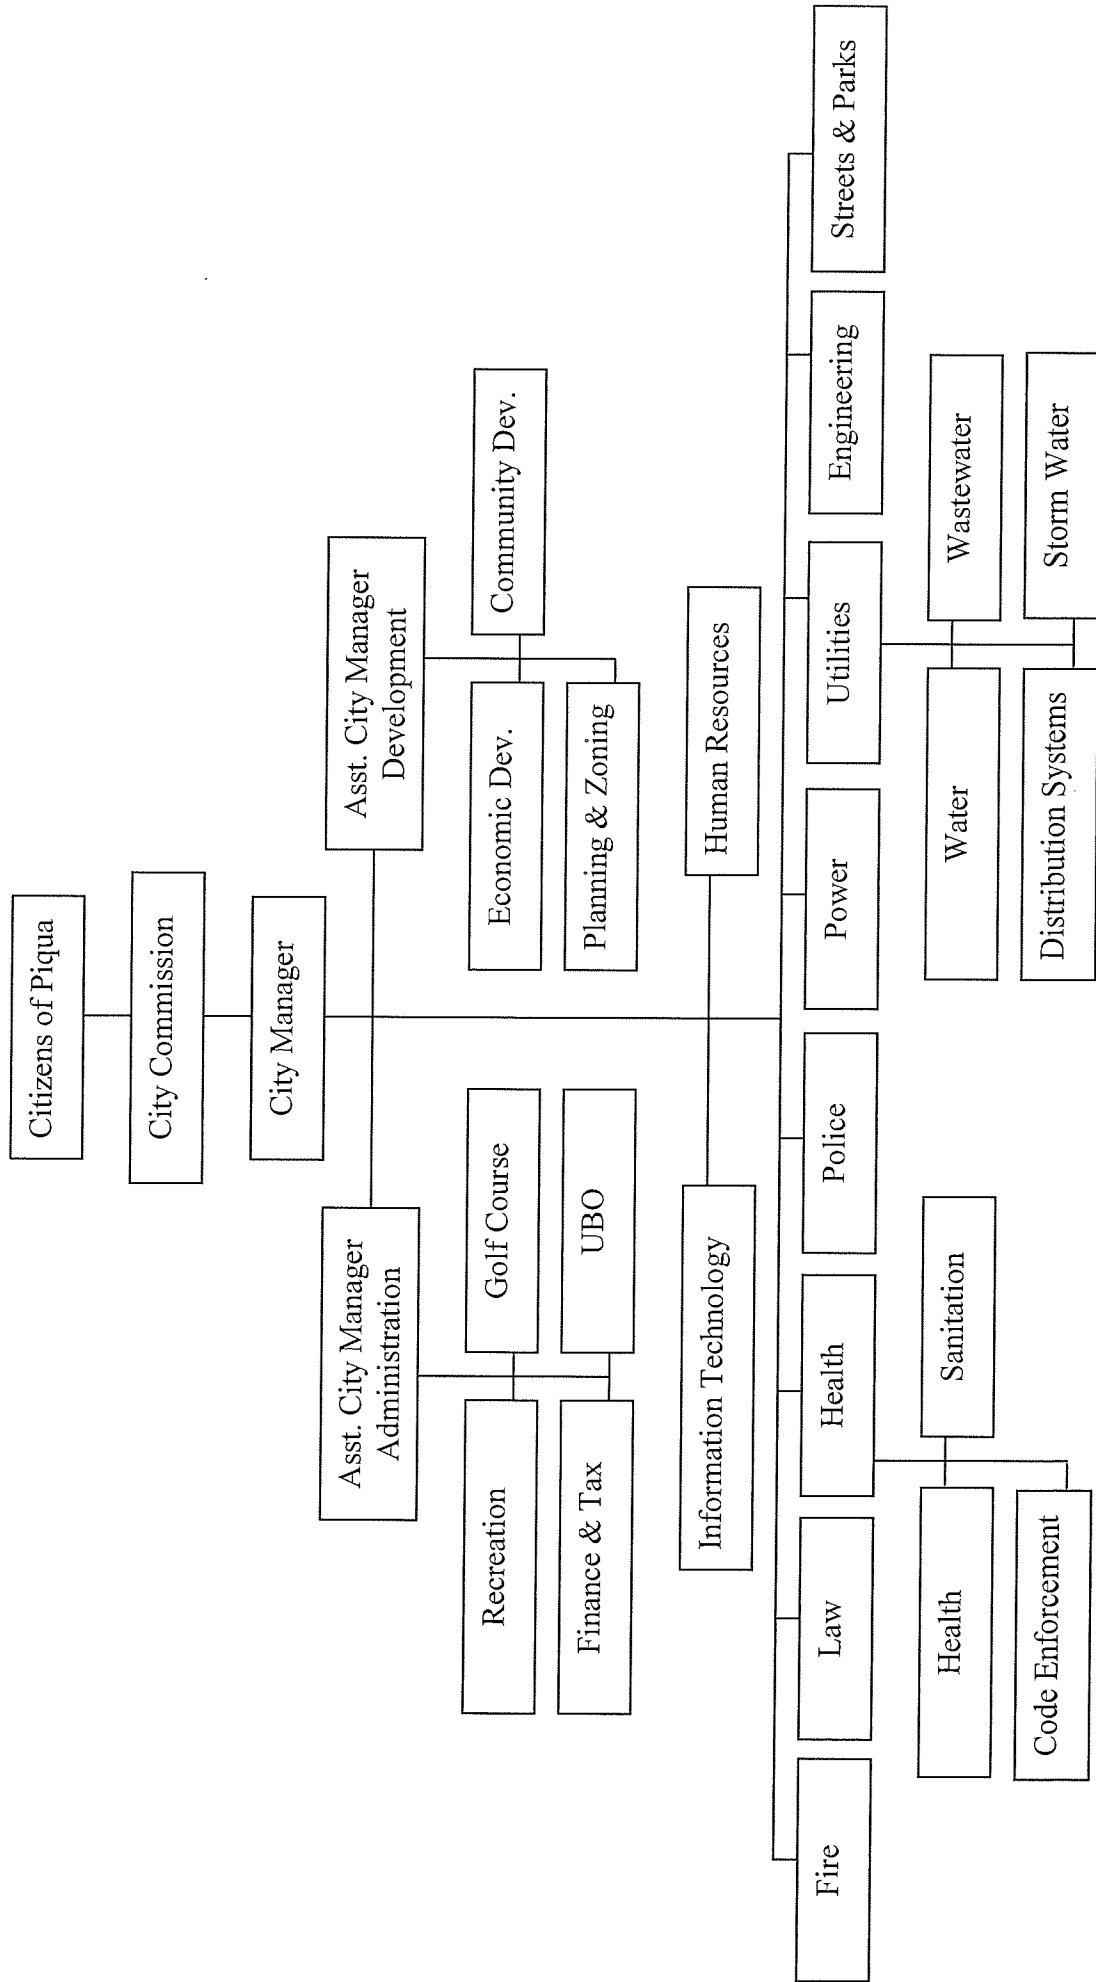 Citizens of Piqua
City Commission
City Manager
Asst. City Manager
Administration
Asst. City Manager
Development
Recreation
Golf Course
Economic Dev.
Community Dev.
Finance & Tax
UBO
Planning & Zoning
Information Technology
Human Resources
Fire
Law
Health
Police
Power
Utilities
Engineering
Streets & Parks
Health
Sanitation
Water
Wastewater
Code Enforcement
Distribution Systems
Storm Water